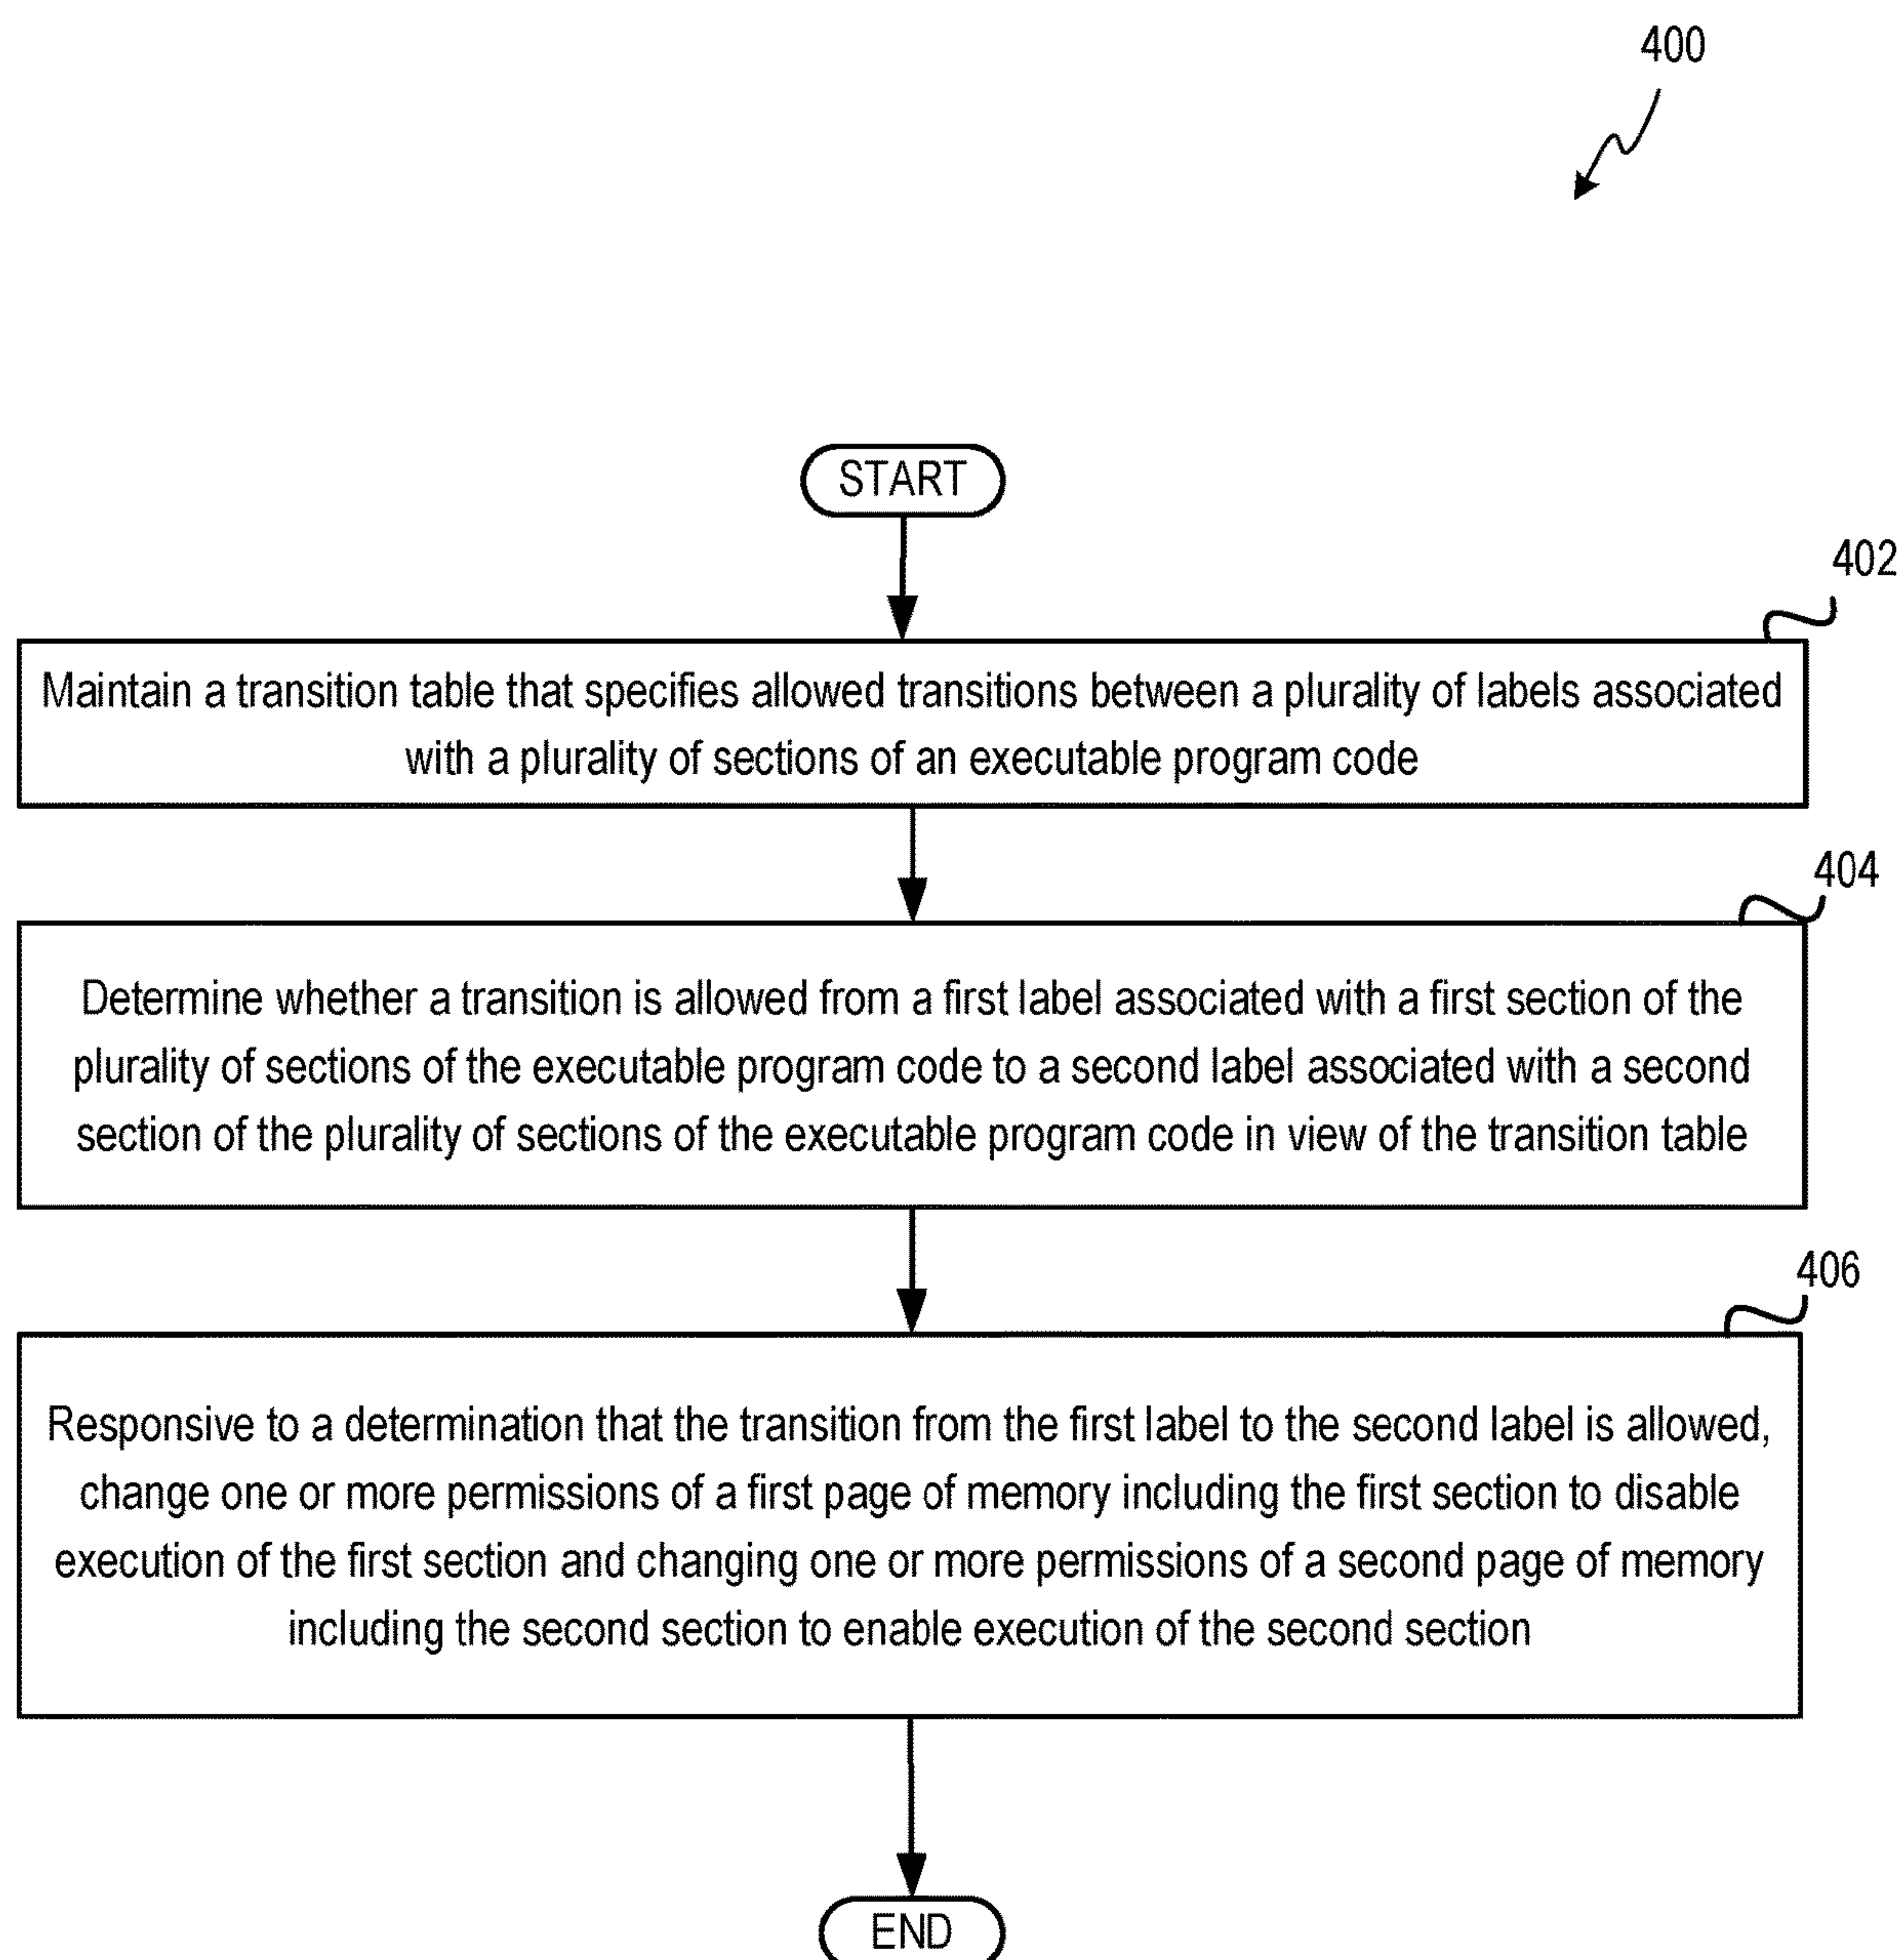 400
START
402
Maintain a transition table that specifies allowed transitions between a plurality of labels associated
with a plurality of sections of an executable program code
404
Determine whether a transition is allowed from a first label associated with a first section of the
plurality of sections of the executable program code to a second label associated with a second
section of the plurality of sections of the executable program code in view of the transition table
406
Responsive to a determination that the transition from the first label to the second label is allowed,
change one or more permissions of a first page of memory including the first section to disable
execution of the first section and changing one or more permissions of a second page of memory
including the second section to enable execution of the second section
END